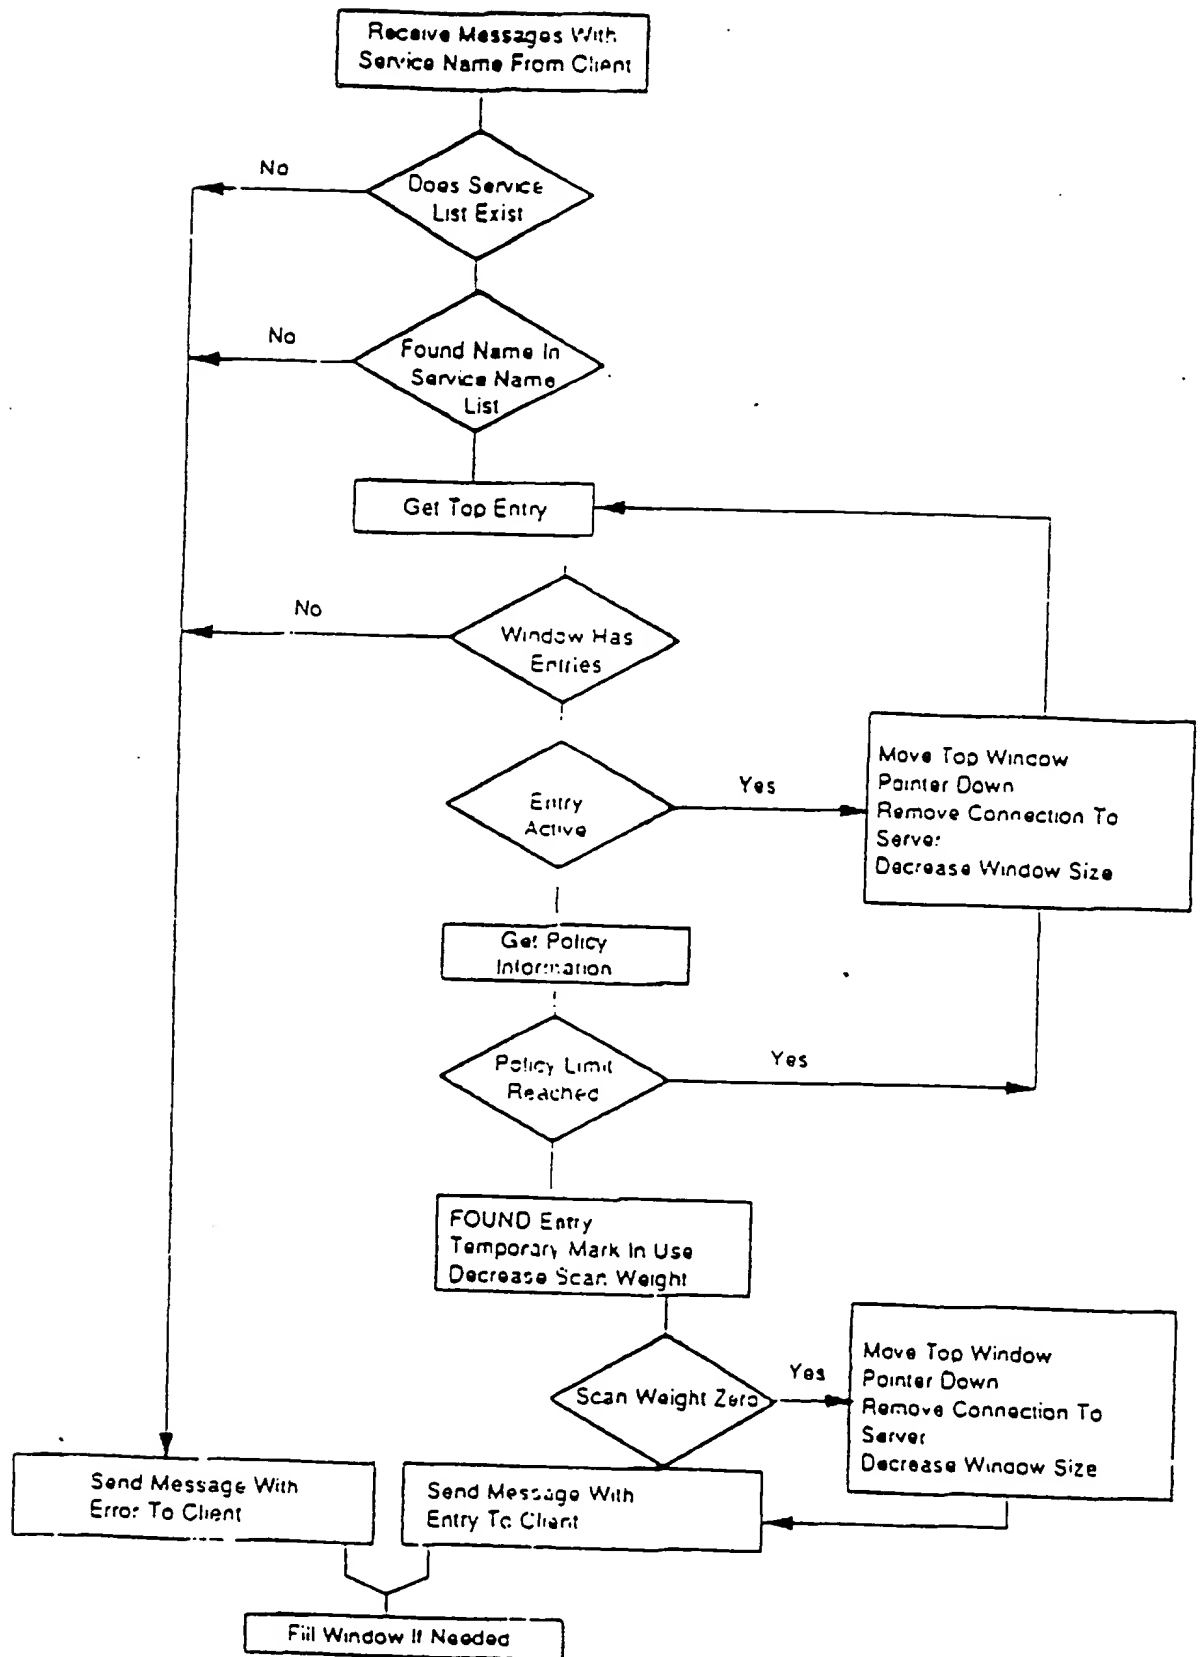 Receive Messages With
Service Name From Client
No
Does Service
List Exist
No
Found Name In
Service Name
List
Get Top Entry
No
Window Has
Entries
Entry
Active
Yes
Move Top Window
Pointer Down
Remove Connection To
Server
Decrease Window Size
Get Policy
Information
Policy Limit
Reached
Yes
FOUND Entry
Temporary Mark In Use
Decrease Scan Weight
Scan Weight Zero
Yes
Move Top Window
Pointer Down
Remove Connection To
Server
Decrease Window Size
Send Message With
Error To Client
Send Message With
Entry To Client
Fill Window If Needed